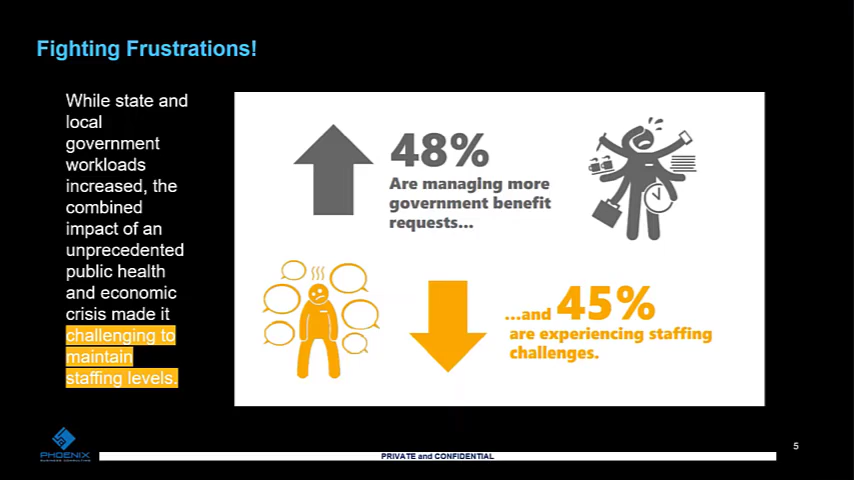 Fighting Frustrations!
While state and
local
government
workloads
increased, the
combined
impact of an
unprecedented
public health
and economic
crisis made it
challenging to
maintain
staffing levels.
48%
Are managing more
government benefit
requests...
...and 45%
are experiencing staffing
challenges.
PHOENIX
5
PRIVATE and CONFIDENTIAL